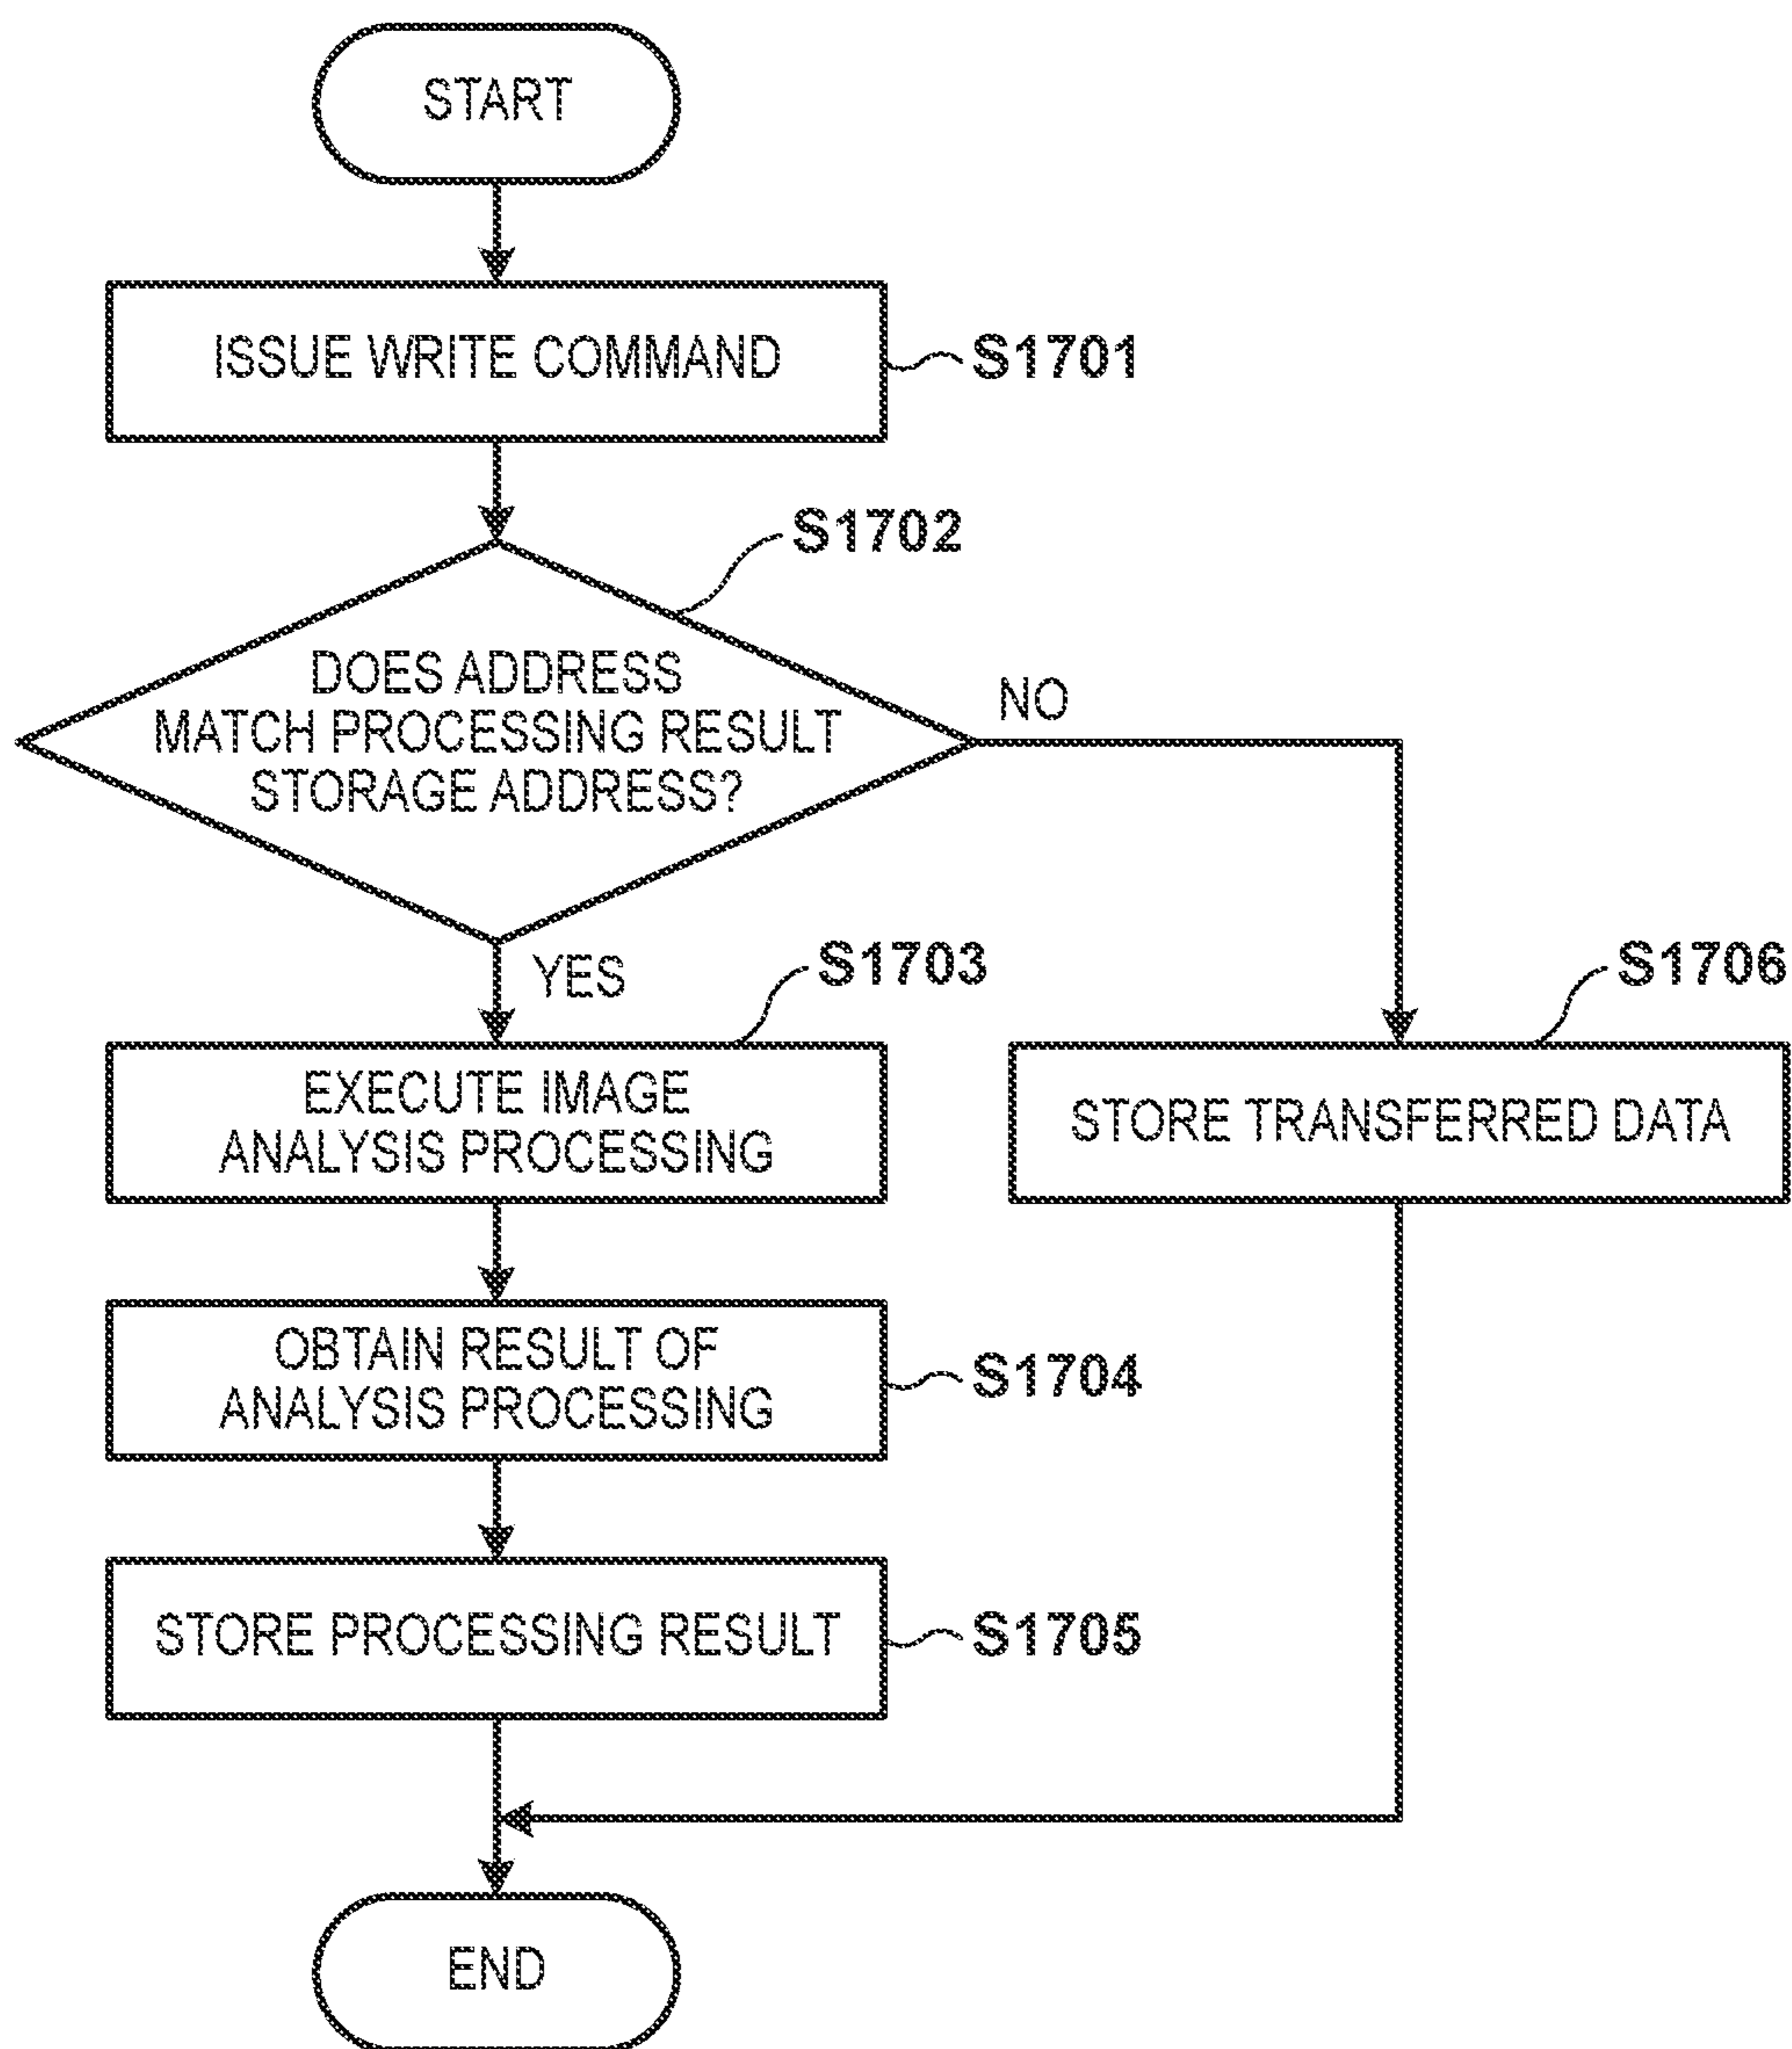 START
ISSUE WRITE COMMAND
S1701
S1702
DOES ADDRESS
MATCH PROCESSING RESULT
STORAGE ADDRESS?
NO
YES
S1703
S1706
EXECUTE IMAGE
ANALYSIS PROCESSING
STORE TRANSFERRED DATA
OBTAIN RESULT OF
ANALYSIS PROCESSING
S1704
STORE PROCESSING RESULT
S1705
END